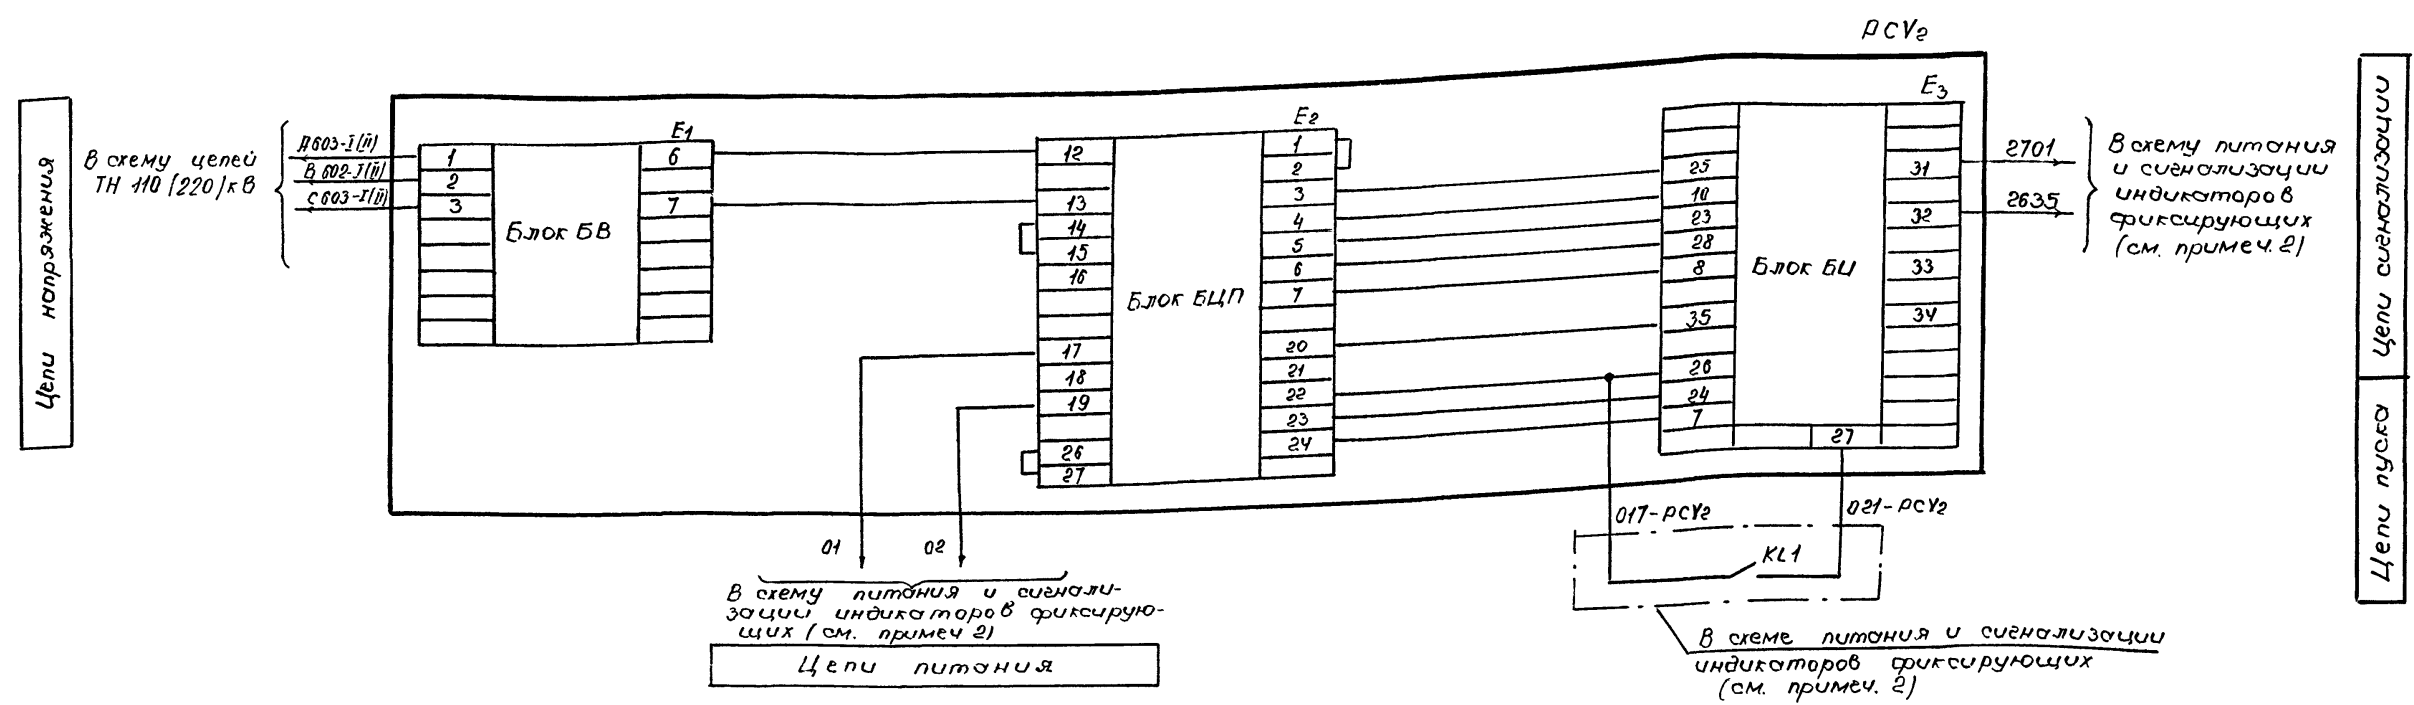 PCV2
Цепи напряжения
В схему цепей
ТН 110 (220) кВ
А603-I(II)
В602-I(II)
С603-I(II)
E1
1
2
3
Блок БВ
6
7
E2
12
13
14
15
16
17
18
19
26
27
Блок БЦП
1
2
3
4
5
6
7
20
21
22
23
24
E3
25
10
23
28
8
35
26
24
7
Блок БИ
27
31
32
33
34
2701
2635
В схему питания
и сигнализации
индикаторов
фиксирующих
(см. примеч. 2)
Цепи сигнализации
Цепи пуска
01
02
В схему питания и сигнали-
зации индикаторов фиксирую-
щих (см. примеч 2)
Цепи питания
017-PCV2
021-PCV2
KL1
В схеме питания и сигнализации
индикаторов фиксирующих
(см. примеч. 2)